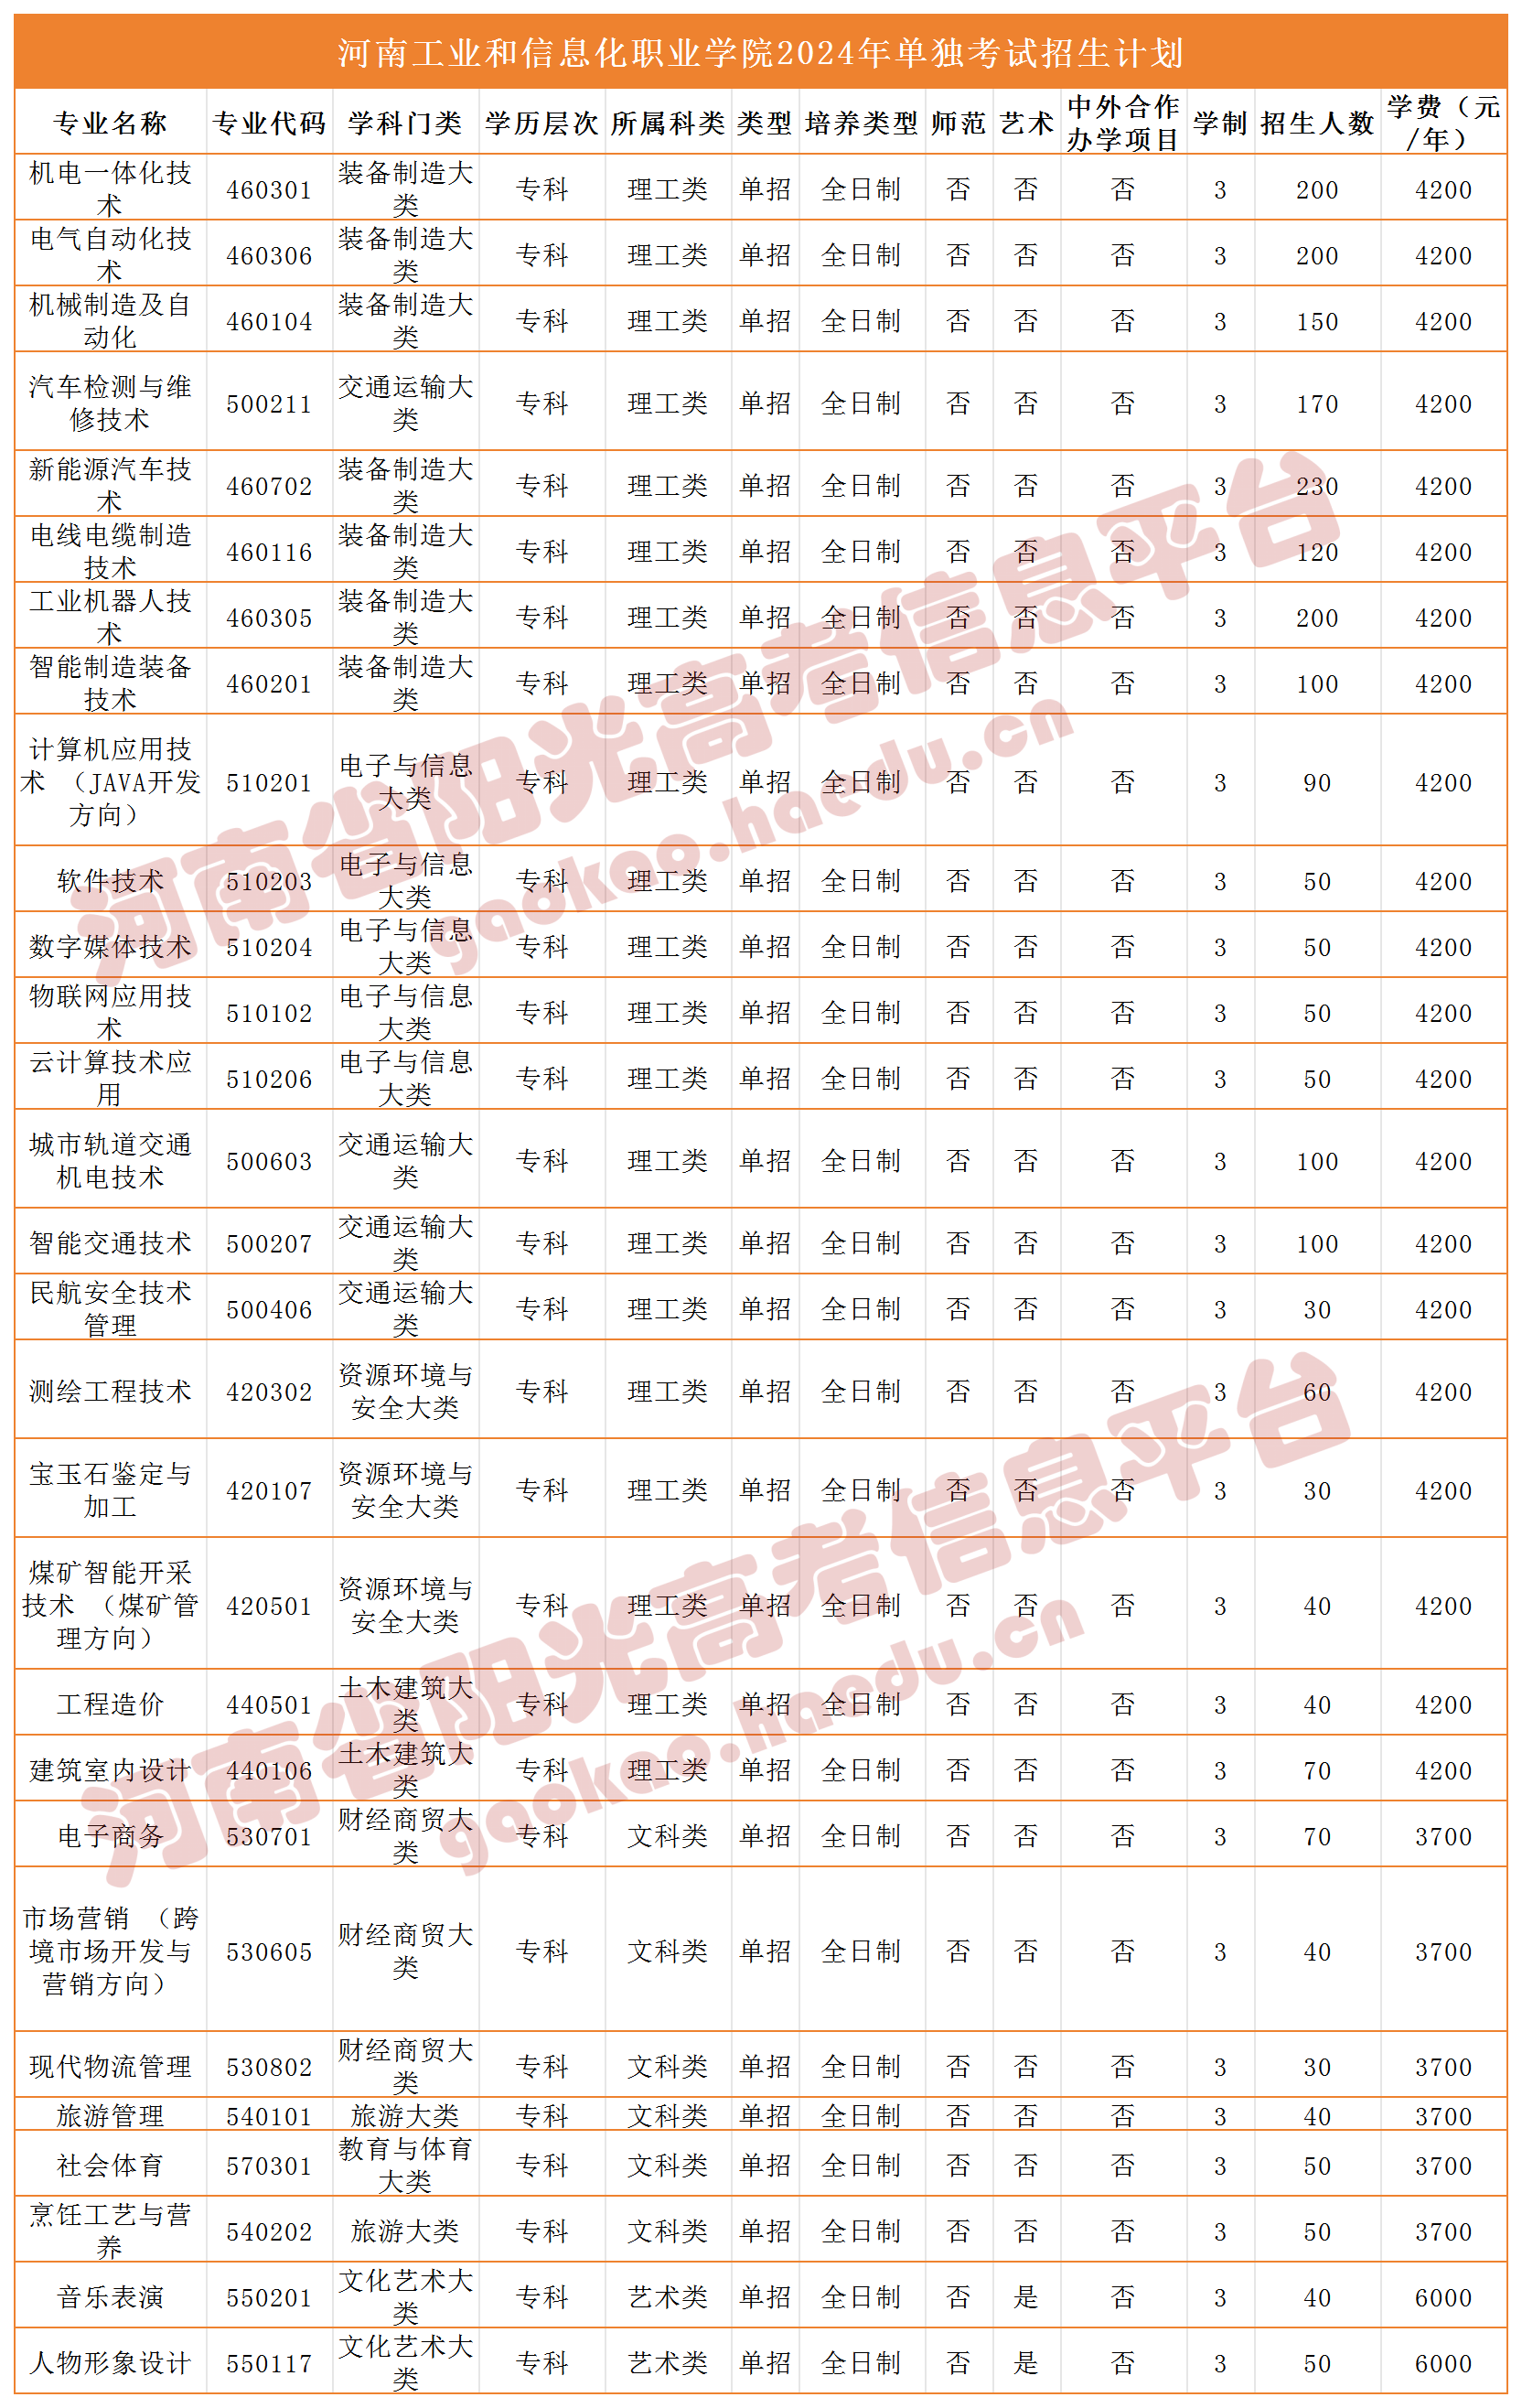 河南工业和信息化职业学院2024年单独考试招生计划
专业名称 专业代码 学科门类 学历层次 所属科类 类型 培养类型 师范 艺术 中外合作办学项目 学制 招生人数 学费（元/年）
机电一体化技术 460301 装备制造大类 专科 理工类 单招 全日制 否 否 否 3 200 4200
电气自动化技术 460306 装备制造大类 专科 理工类 单招 全日制 否 否 否 3 200 4200
机械制造及自动化 460104 装备制造大类 专科 理工类 单招 全日制 否 否 否 3 150 4200
汽车检测与维修技术 500211 交通运输大类 专科 理工类 单招 全日制 否 否 否 3 170 4200
新能源汽车技术 460702 装备制造大类 专科 理工类 单招 全日制 否 否 否 3 230 4200
电线电缆制造技术 460116 装备制造大类 专科 理工类 单招 全日制 否 否 否 3 120 4200
工业机器人技术 460305 装备制造大类 专科 理工类 单招 全日制 否 否 否 3 200 4200
智能制造装备技术 460201 装备制造大类 专科 理工类 单招 全日制 否 否 否 3 100 4200
计算机应用技术 （JAVA开发方向） 510201 电子与信息大类 专科 理工类 单招 全日制 否 否 否 3 90 4200
软件技术 510203 电子与信息大类 专科 理工类 单招 全日制 否 否 否 3 50 4200
数字媒体技术 510204 电子与信息大类 专科 理工类 单招 全日制 否 否 否 3 50 4200
物联网应用技术 510102 电子与信息大类 专科 理工类 单招 全日制 否 否 否 3 50 4200
云计算技术应用 510206 电子与信息大类 专科 理工类 单招 全日制 否 否 否 3 50 4200
城市轨道交通机电技术 500603 交通运输大类 专科 理工类 单招 全日制 否 否 否 3 100 4200
智能交通技术 500207 交通运输大类 专科 理工类 单招 全日制 否 否 否 3 100 4200
民航安全技术管理 500406 交通运输大类 专科 理工类 单招 全日制 否 否 否 3 30 4200
测绘工程技术 420302 资源环境与安全大类 专科 理工类 单招 全日制 否 否 否 3 60 4200
宝玉石鉴定与加工 420107 资源环境与安全大类 专科 理工类 单招 全日制 否 否 否 3 30 4200
煤矿智能开采技术 （煤矿管理方向） 420501 资源环境与安全大类 专科 理工类 单招 全日制 否 否 否 3 40 4200
工程造价 440501 土木建筑大类 专科 理工类 单招 全日制 否 否 否 3 40 4200
建筑室内设计 440106 土木建筑大类 专科 理工类 单招 全日制 否 否 否 3 70 4200
电子商务 530701 财经商贸大类 专科 文科类 单招 全日制 否 否 否 3 70 3700
市场营销 （跨境市场开发与营销方向） 530605 财经商贸大类 专科 文科类 单招 全日制 否 否 否 3 40 3700
现代物流管理 530802 财经商贸大类 专科 文科类 单招 全日制 否 否 否 3 30 3700
旅游管理 540101 旅游大类 专科 文科类 单招 全日制 否 否 否 3 40 3700
社会体育 570301 教育与体育大类 专科 文科类 单招 全日制 否 否 否 3 50 3700
烹饪工艺与营养 540202 旅游大类 专科 文科类 单招 全日制 否 否 否 3 50 3700
音乐表演 550201 文化艺术大类 专科 艺术类 单招 全日制 否 是 否 3 40 6000
人物形象设计 550117 文化艺术大类 专科 艺术类 单招 全日制 否 是 否 3 50 6000
河南省阳光高考信息平台
gaokao.haedu.cn
河南省阳光高考信息平台
gaokao.haedu.cn